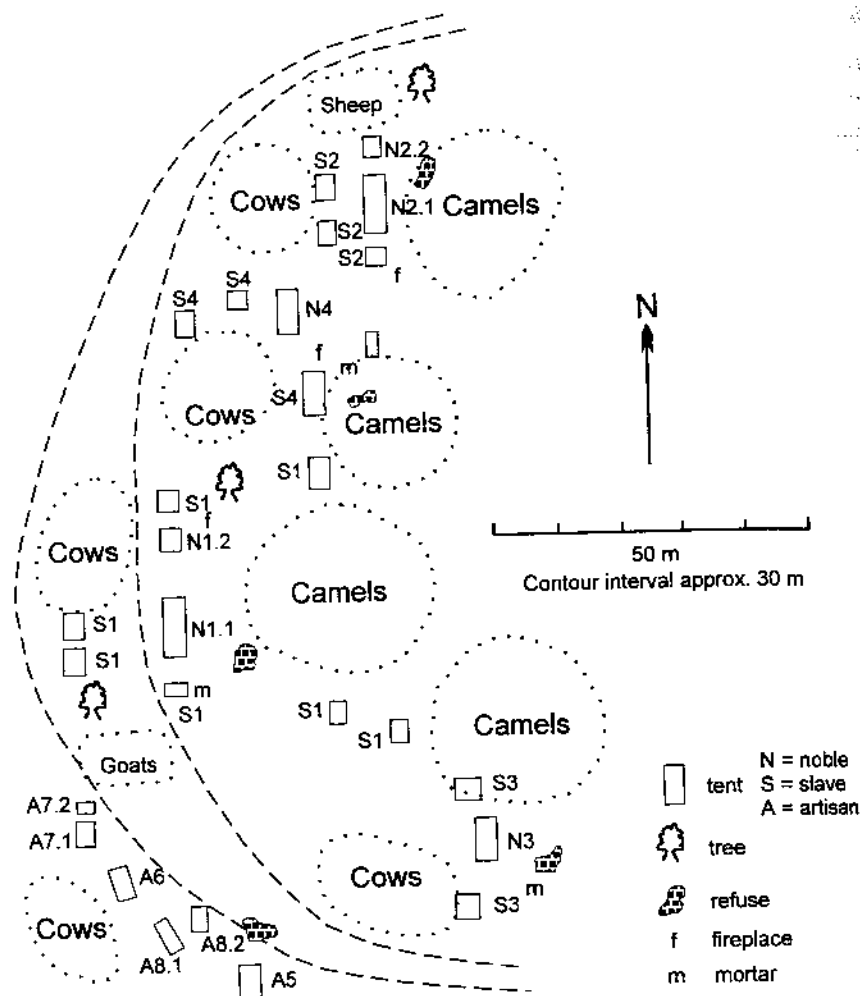 Sheep
N2.2
S2
Cows
N2.1
Camels
S2
S2
f
S4
S4
N4
N
f
m
S4
Cows
Camels
S1
S1
f
N1.2
Cows
50 m
Contour interval approx. 30 m
Camels
S1
N1.1
S1
m
S1
S1
S1
Camels
Goats
S3
N = noble
tent S = slave
A = artisan
A7.2
A7.1
N3
tree
A6
Cows
m
S3
refuse
Cows
A8.2
f fireplace
A8.1
A5
m mortar